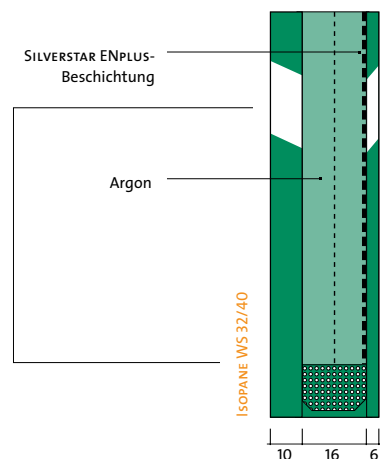 SILVERSTAR ENPLUS-
Beschichtung
Argon
ISOPANE WS 32/40
10 16 6